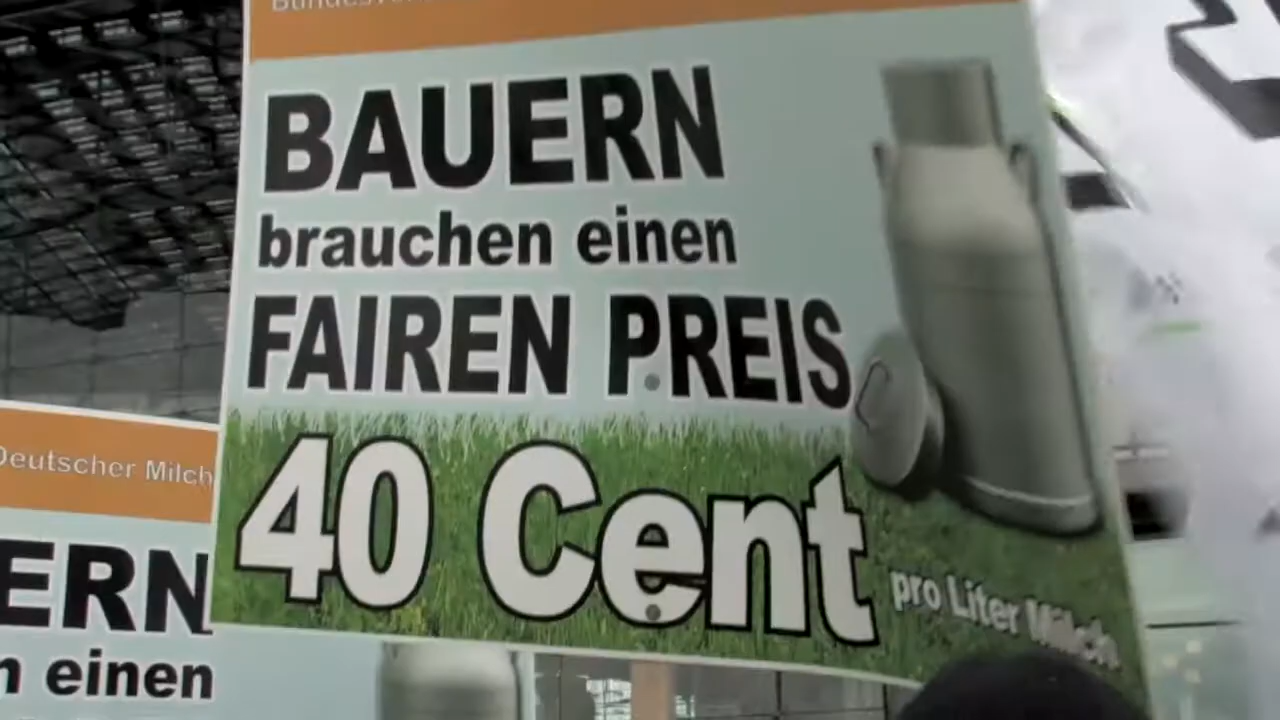 BAUERN
brauchen einen
FAIREN PREIS
40 Cent
pro Liter Milch
Deutscher Milch
ERN
einen